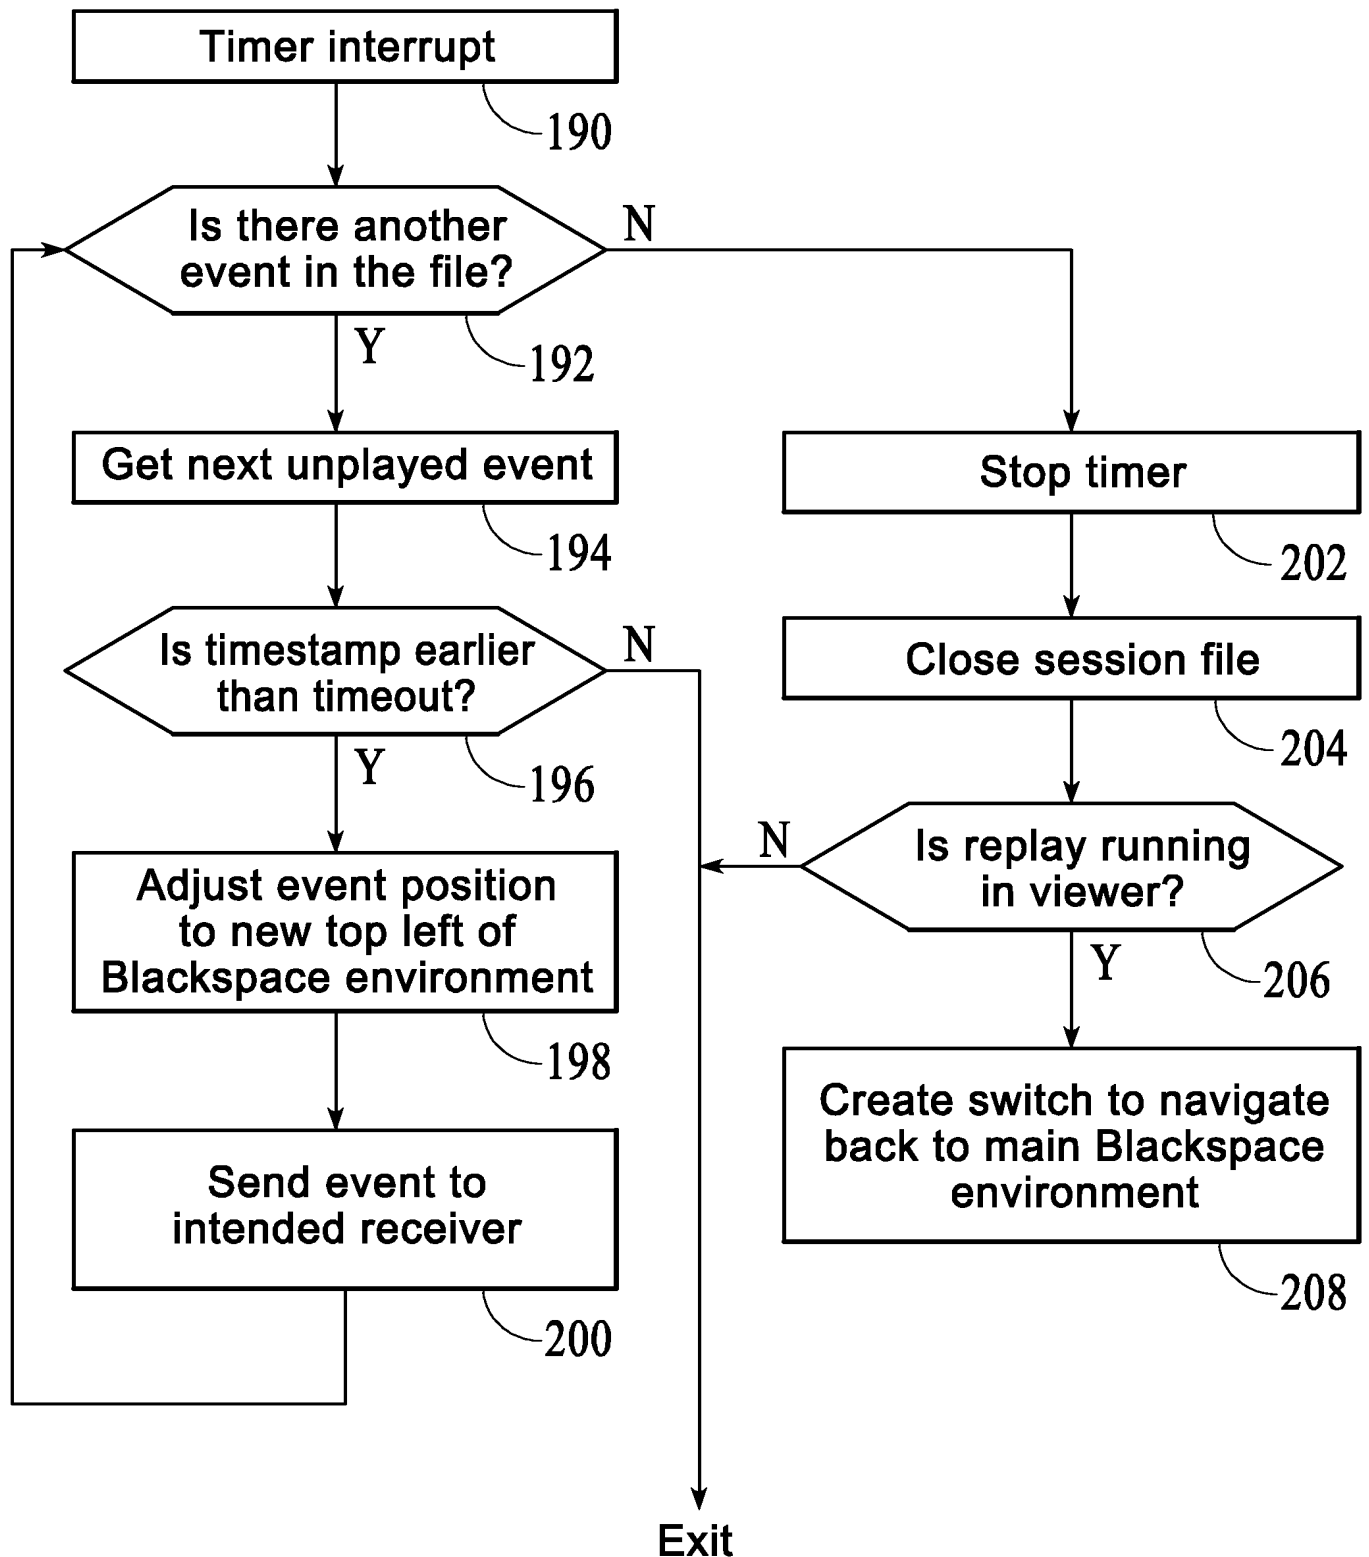 Timer interrupt
190
Is there another
event in the file?
N
Y
192
Get next unplayed event
194
Is timestamp earlier
than timeout?
N
Y
196
Adjust event position
to new top left of
Blackspace environment
198
Send event to
intended receiver
200
Stop timer
202
Close session file
204
Is replay running
in viewer?
N
Y
206
Create switch to navigate
back to main Blackspace
environment
208
Exit